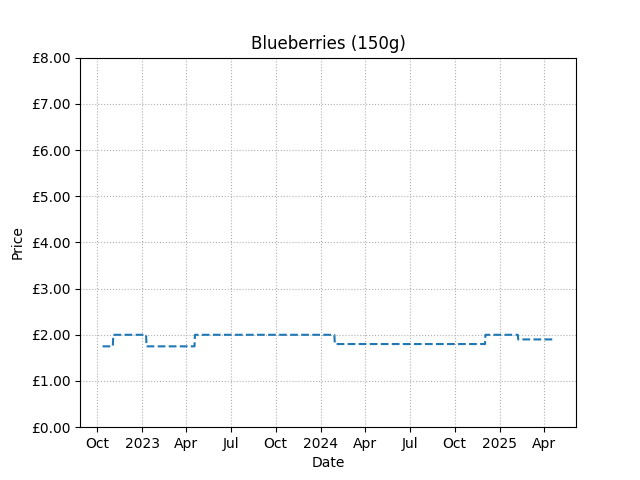 Blueberries (150g)
£8.00
£7.00
£6.00
£5.00
£4.00
£3.00
£2.00
£1.00
£0.00
Price
Oct 2023 Apr Jul Oct 2024 Apr Jul Oct 2025 Apr
Date